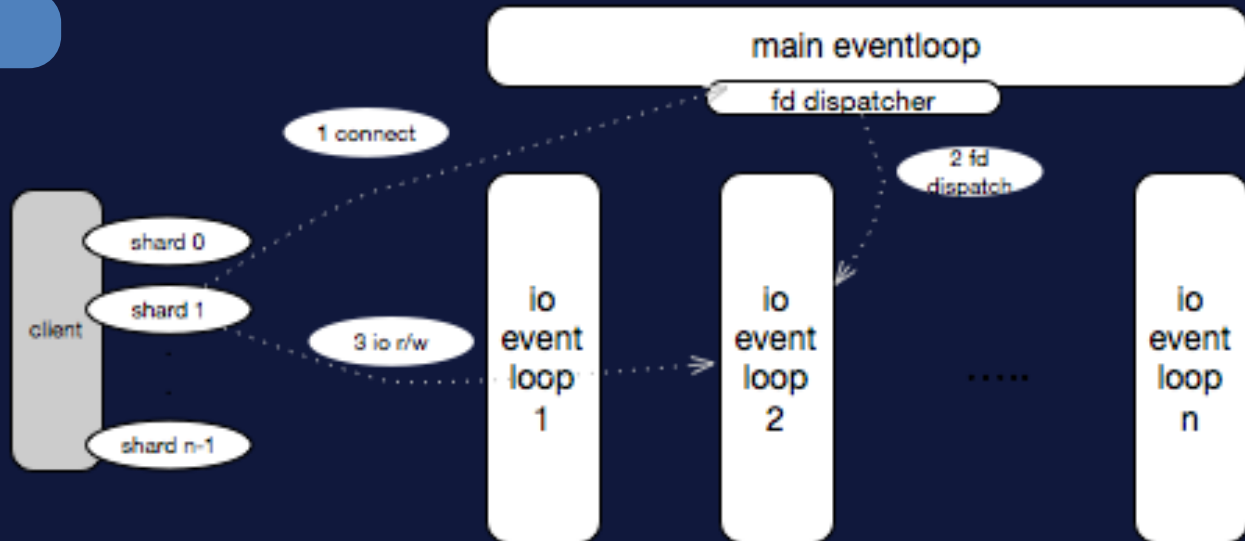 main eventloop
fd dispatcher
1 connect
2 fd
dispatch
shard 0
shard 1
client
shard n-1
3 io r/w
io
event
loop
1
io
event
loop
2
.....
io
event
loop
n